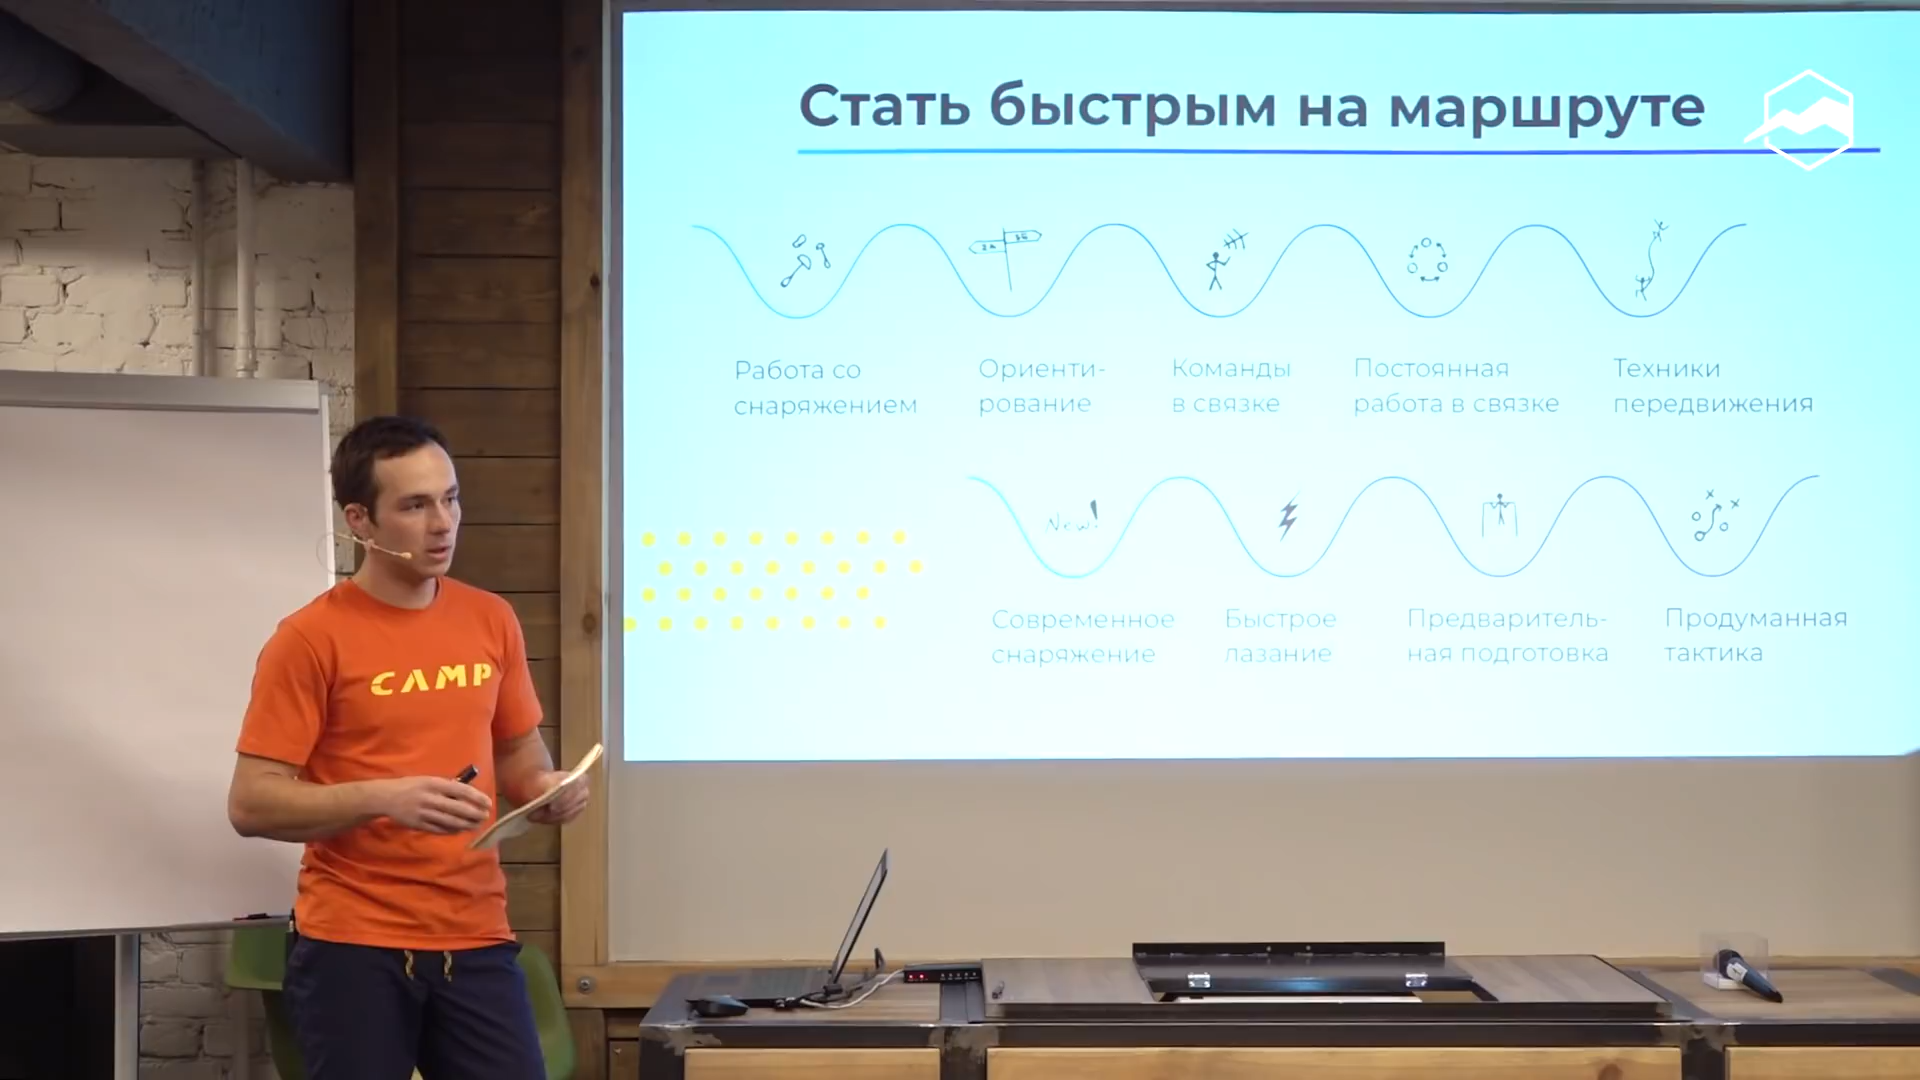 Стать быстрым на маршруте
Работа со
снаряжением
Ориенти-
рование
Команды
в связке
Постоянная
работа в связке
Техники
передвижения
New!
Современное
снаряжение
Быстрое
лазание
Предваритель-
ная подготовка
Продуманная
тактика
CAMP